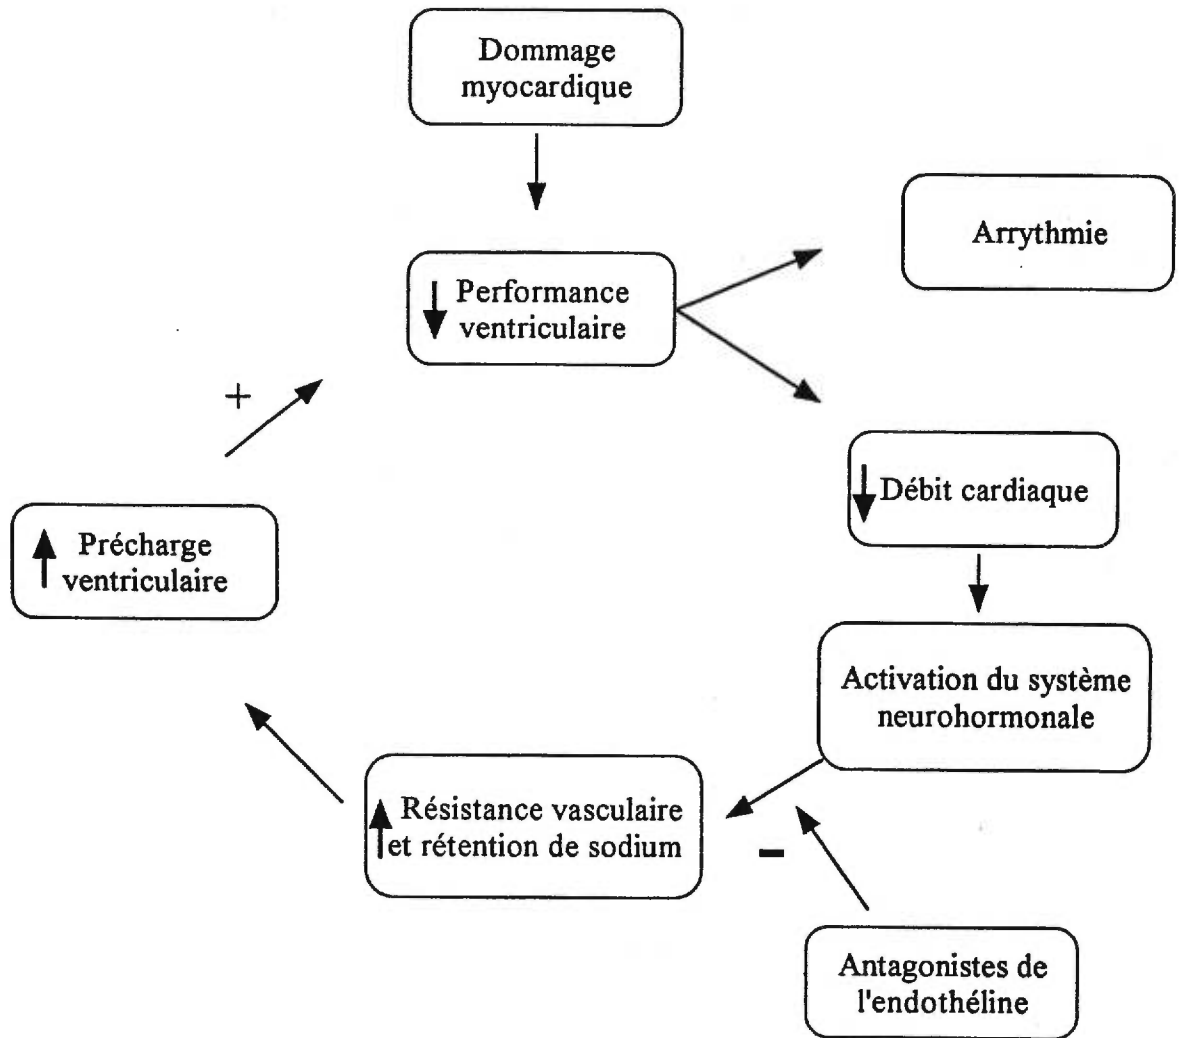 Dommage
myocardique
Arrythmie
Performance
ventriculaire
+
Débit cardiaque
Précharge
ventriculaire
Activation du système
neurohormonale
Résistance vasculaire
et rétention de sodium
-
Antagonistes de
l'endothéline